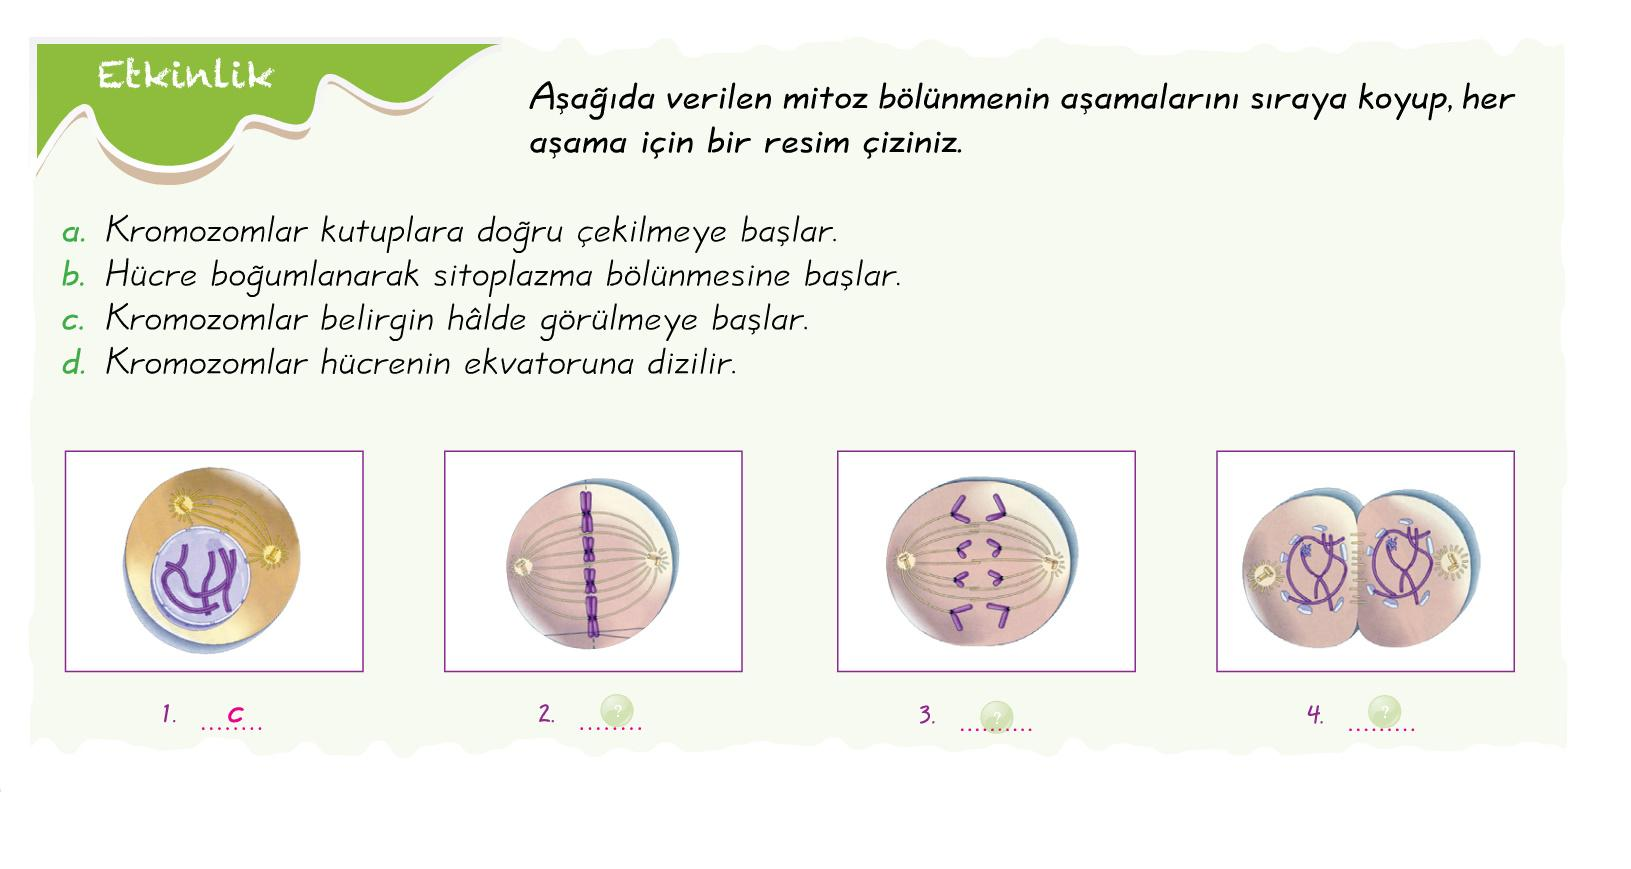 Etkinlik
Aşağıda verilen mitoz bölünmenin aşamalarını sıraya koyup, her
aşama için bir resim çiziniz.
a. Kromozomlar kutuplara doğru çekilmeye başlar.
b. Hücre boğumlanarak sitoplazma bölünmesine başlar.
c. Kromozomlar belirgin hâlde görülmeye başlar.
d. Kromozomlar hücrenin ekvatoruna dizilir.
1. ...c.....
2. ....?....
3. ....?.....
4. ....?.....